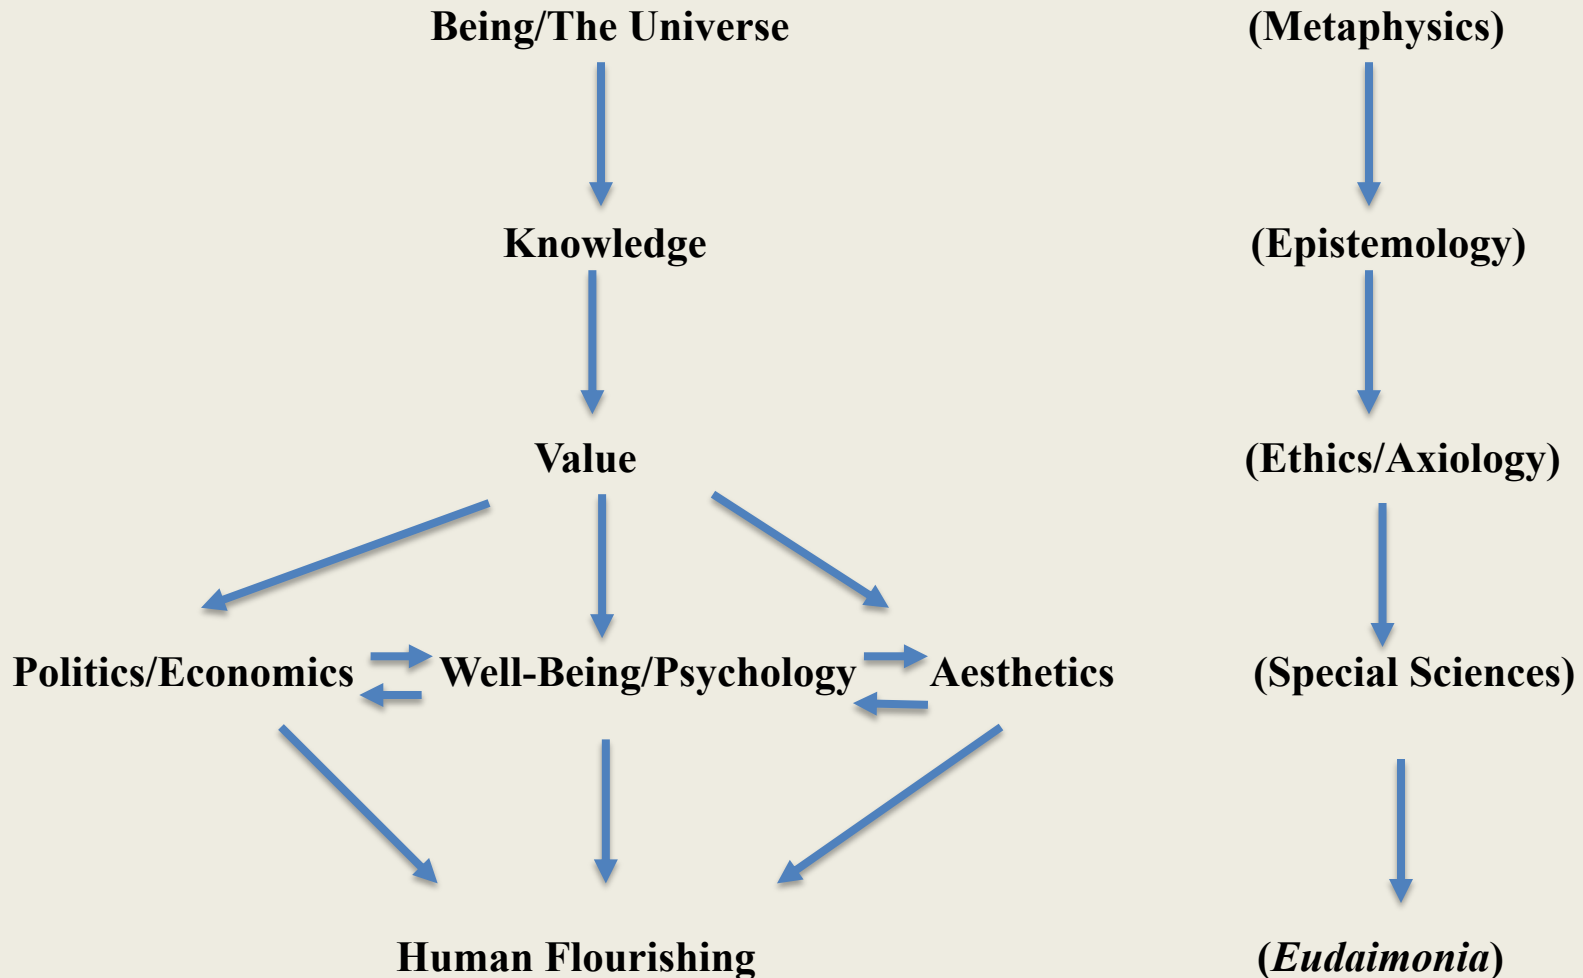 Being/The Universe (Metaphysics)
Knowledge (Epistemology)
Value (Ethics/Axiology)
Politics/Economics Well-Being/Psychology Aesthetics (Special Sciences)
Human Flourishing (Eudaimonia)